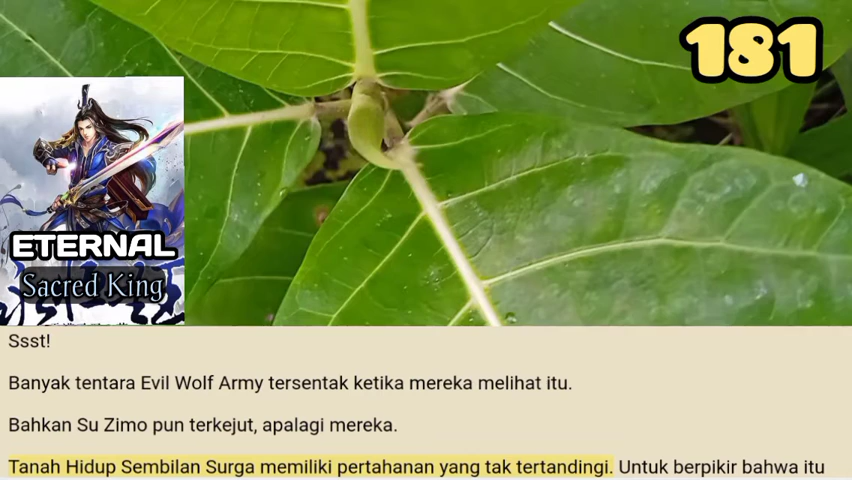 181
ETERNAL
Sacred King
Ssst!
Banyak tentara Evil Wolf Army tersentak ketika mereka melihat itu.
Bahkan Su Zimo pun terkejut, apalagi mereka.
Tanah Hidup Sembilan Surga memiliki pertahanan yang tak tertandingi. Untuk berpikir bahwa itu